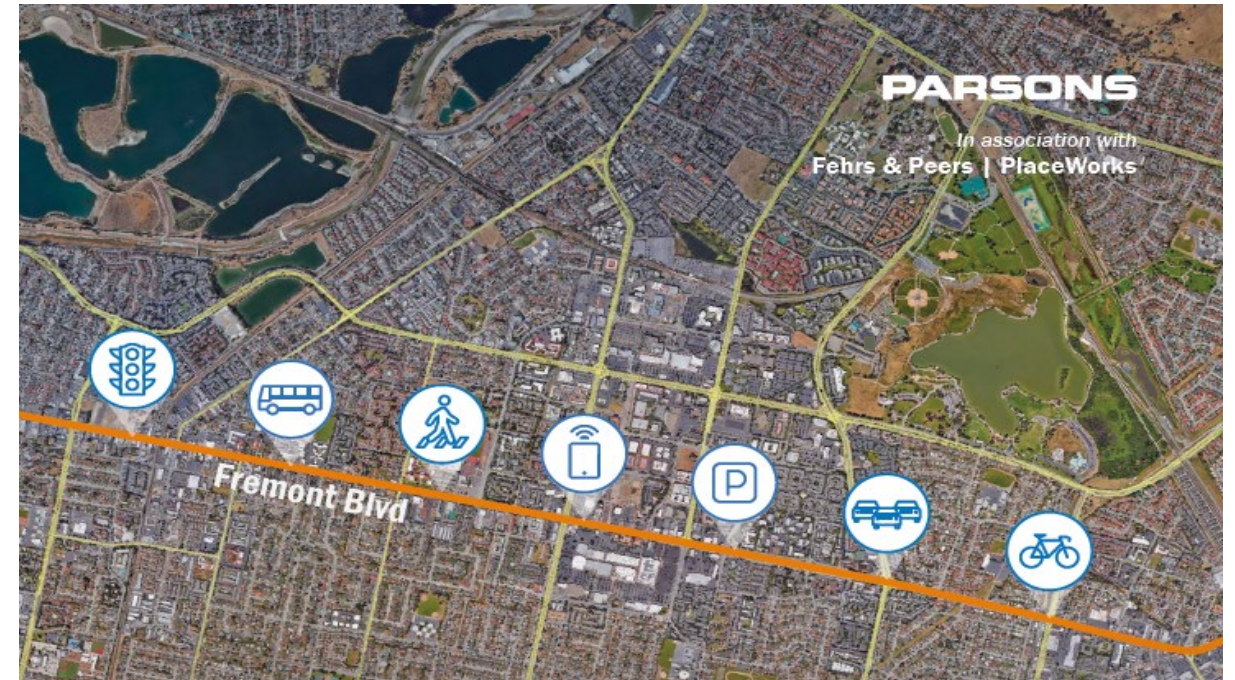 PARSONS
In association with
Fehrs & Peers | PlaceWorks
P
Fremont Blvd